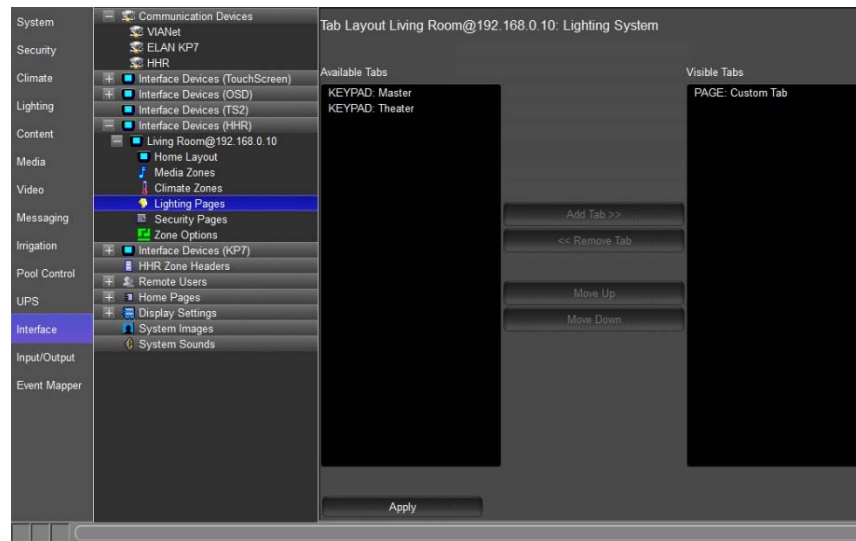 System
Security
Climate
Lighting
Content
Media
Video
Messaging
Irrigation
Pool Control
UPS
Interface
Input/Output
Event Mapper
Communication Devices
VIANet
ELAN KP7
HHR
Interface Devices (TouchScreen)
Interface Devices (OSD)
Interface Devices (TS2)
Interface Devices (HHR)
Living Room@192.168.0.10
Home Layout
Media Zones
Climate Zones
Lighting Pages
Security Pages
Zone Options
Interface Devices (KP7)
HHR Zone Headers
Remote Users
Home Pages
Display Settings
System Images
System Sounds
Tab Layout Living Room@192.168.0.10: Lighting System
Available Tabs
KEYPAD: Master
KEYPAD: Theater
Add Tab >>
<< Remove Tab
Move Up
Move Down
Visible Tabs
PAGE: Custom Tab
Apply